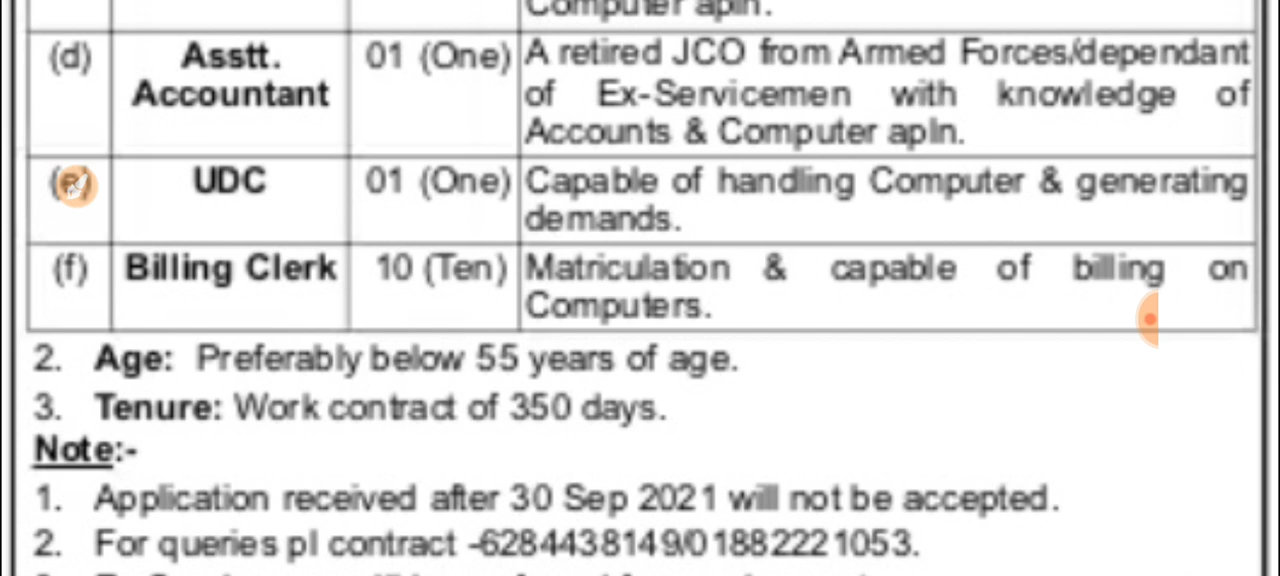 Computer apln.
(d) Asstt. 01 (One) A retired JCO from Armed Forces/dependant
Accountant of Ex-Servicemen with knowledge of
Accounts & Computer apln.
(e) UDC 01 (One) Capable of handling Computer & generating
demands.
(f) Billing Clerk 10 (Ten) Matriculation & capable of billing on
Computers.
2. Age: Preferably below 55 years of age.
3. Tenure: Work contract of 350 days.
Note:-
1. Application received after 30 Sep 2021 will not be accepted.
2. For queries pl contract -6284438149/01882221053.